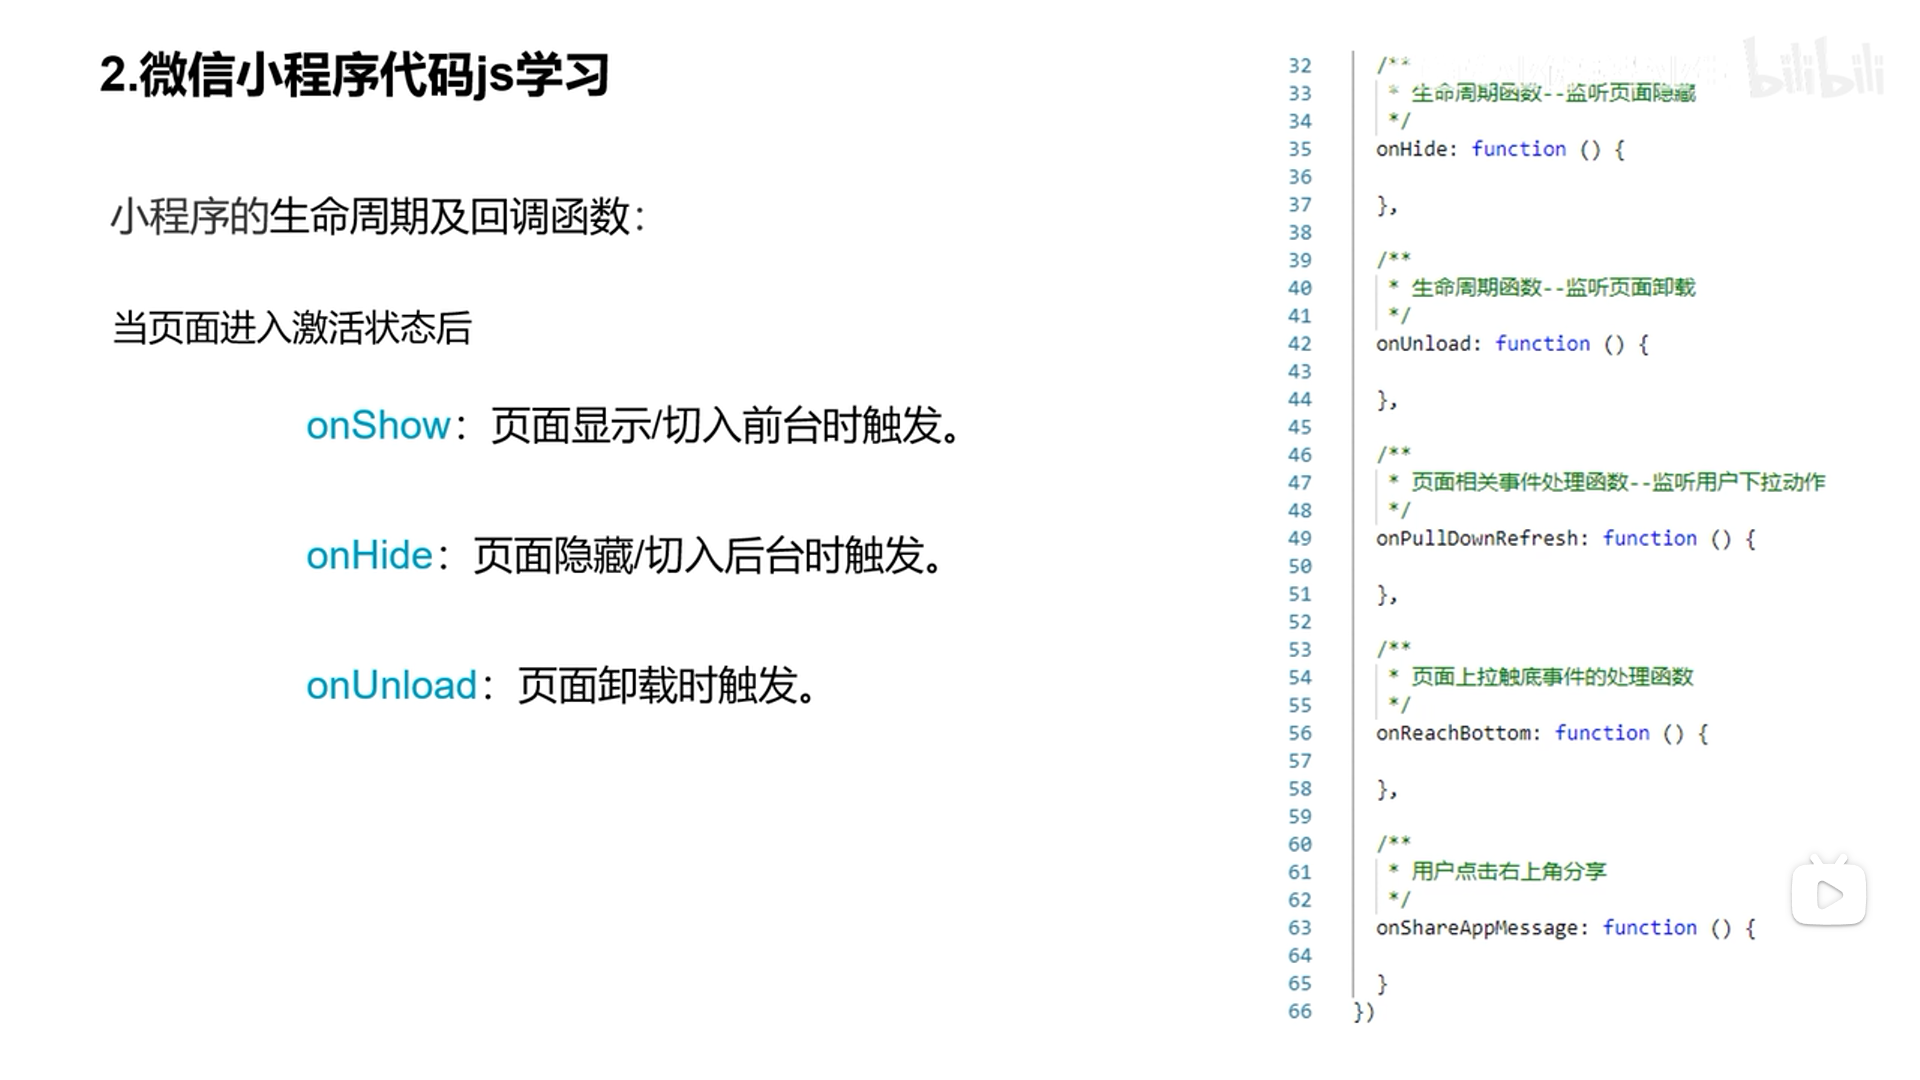 2.微信小程序代码js学习
小程序的生命周期及回调函数：
当页面进入激活状态后
onShow：页面显示/切入前台时触发。
onHide：页面隐藏/切入后台时触发。
onUnload：页面卸载时触发。
bilibili
32 /**
33 * 生命周期函数--监听页面隐藏
34 */
35 onHide: function () {
36
37 },
38
39 /**
40 * 生命周期函数--监听页面卸载
41 */
42 onUnload: function () {
43
44 },
45
46 /**
47 * 页面相关事件处理函数--监听用户下拉动作
48 */
49 onPullDownRefresh: function () {
50
51 },
52
53 /**
54 * 页面上拉触底事件的处理函数
55 */
56 onReachBottom: function () {
57
58 },
59
60 /**
61 * 用户点击右上角分享
62 */
63 onShareAppMessage: function () {
64
65 }
66 })